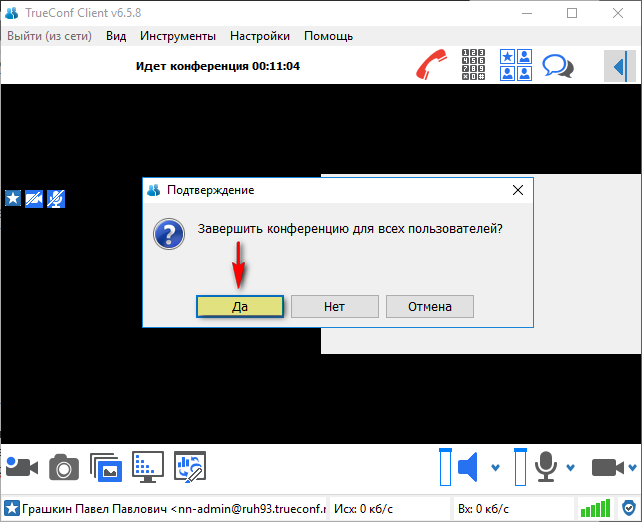 TrueConf Client v6.5.8
Выйти (из сети) Вид Инструменты Настройки Помощь
Идет конференция 00:11:04
Подтверждение
Завершить конференцию для всех пользователей?
Да Нет Отмена
Грашкин Павел Павлович <nn-admin@ruh93.trueconf.r Исх: 0 кб/с Вх: 0 кб/с